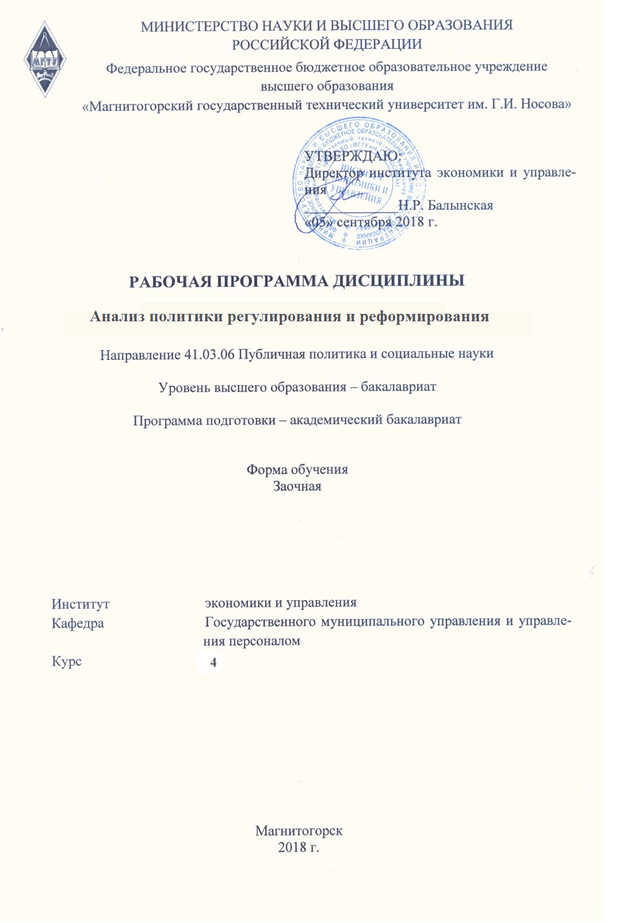 МИНИСТЕРСТВО НАУКИ И ВЫСШЕГО ОБРАЗОВАНИЯ
РОССИЙСКОЙ ФЕДЕРАЦИИ
Федеральное государственное бюджетное образовательное учреждение
высшего образования
«Магнитогорский государственный технический университет им. Г.И. Носова»
МГТУ
УТВЕРЖДАЮ:
Директор института экономики и управле-
ния
Н.Р. Балынская
«05» сентября 2018 г.
РАБОЧАЯ ПРОГРАММА ДИСЦИПЛИНЫ
Анализ политики регулирования и реформирования
Направление 41.03.06 Публичная политика и социальные науки
Уровень высшего образования – бакалавриат
Программа подготовки – академический бакалавриат
Форма обучения
Заочная
Институт экономики и управления
Кафедра Государственного муниципального управления и управле-
ния персоналом
Курс 4
Магнитогорск
2018 г.